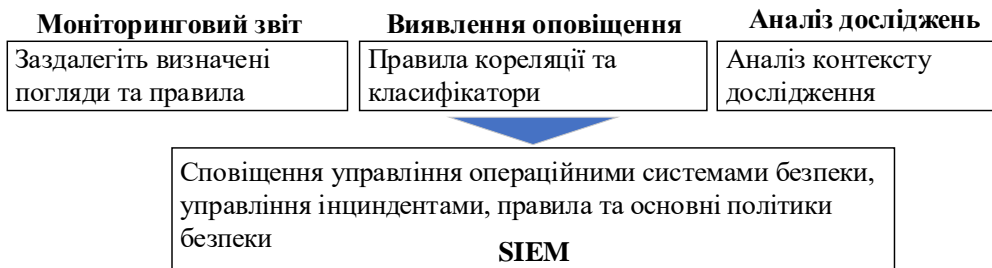 Моніторинговий звіт
Виявлення оповіщення
Аналіз досліджень
Заздалегіть визначені
погляди та правила
Правила кореляції та
класифікатори
Аналіз контексту
дослідження
Сповіщення управління операційними системами безпеки,
управління інциндентами, правила та основні політики
безпеки
SIEM